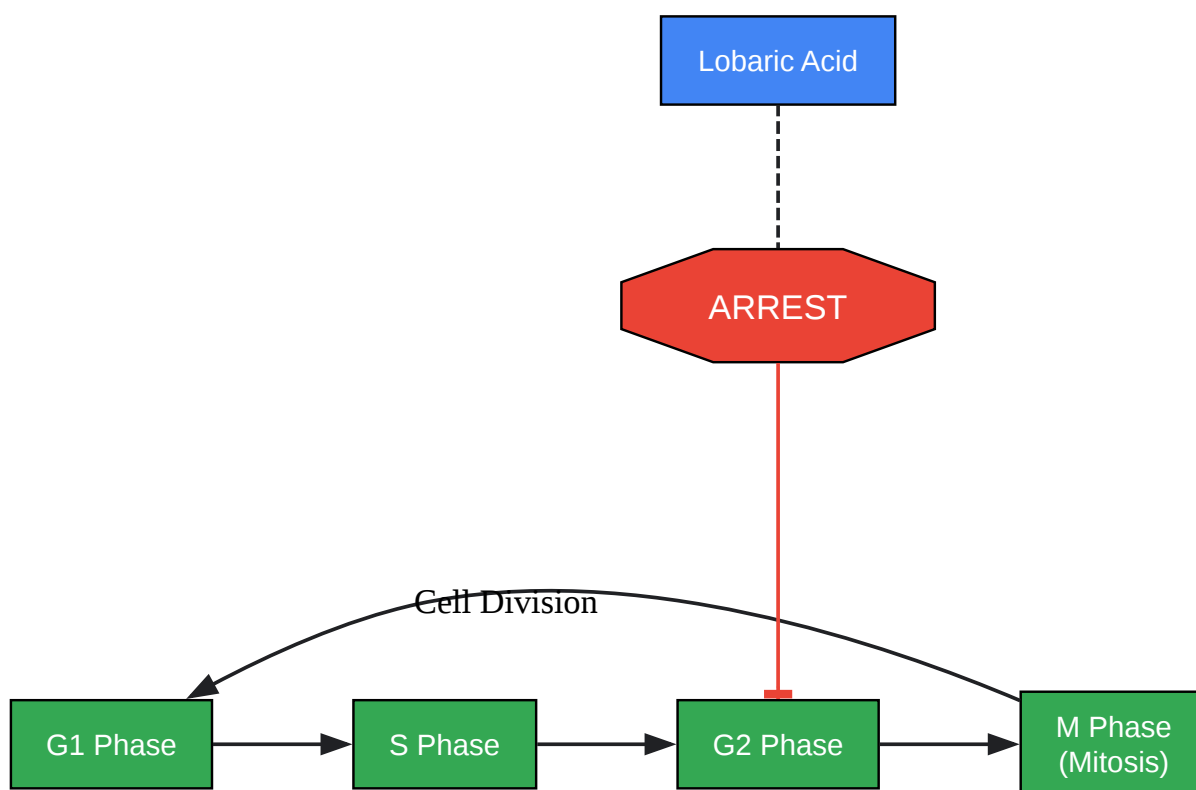 Lobaric Acid
ARREST
Cell Division
G1 Phase
S Phase
G2 Phase
M Phase
(Mitosis)